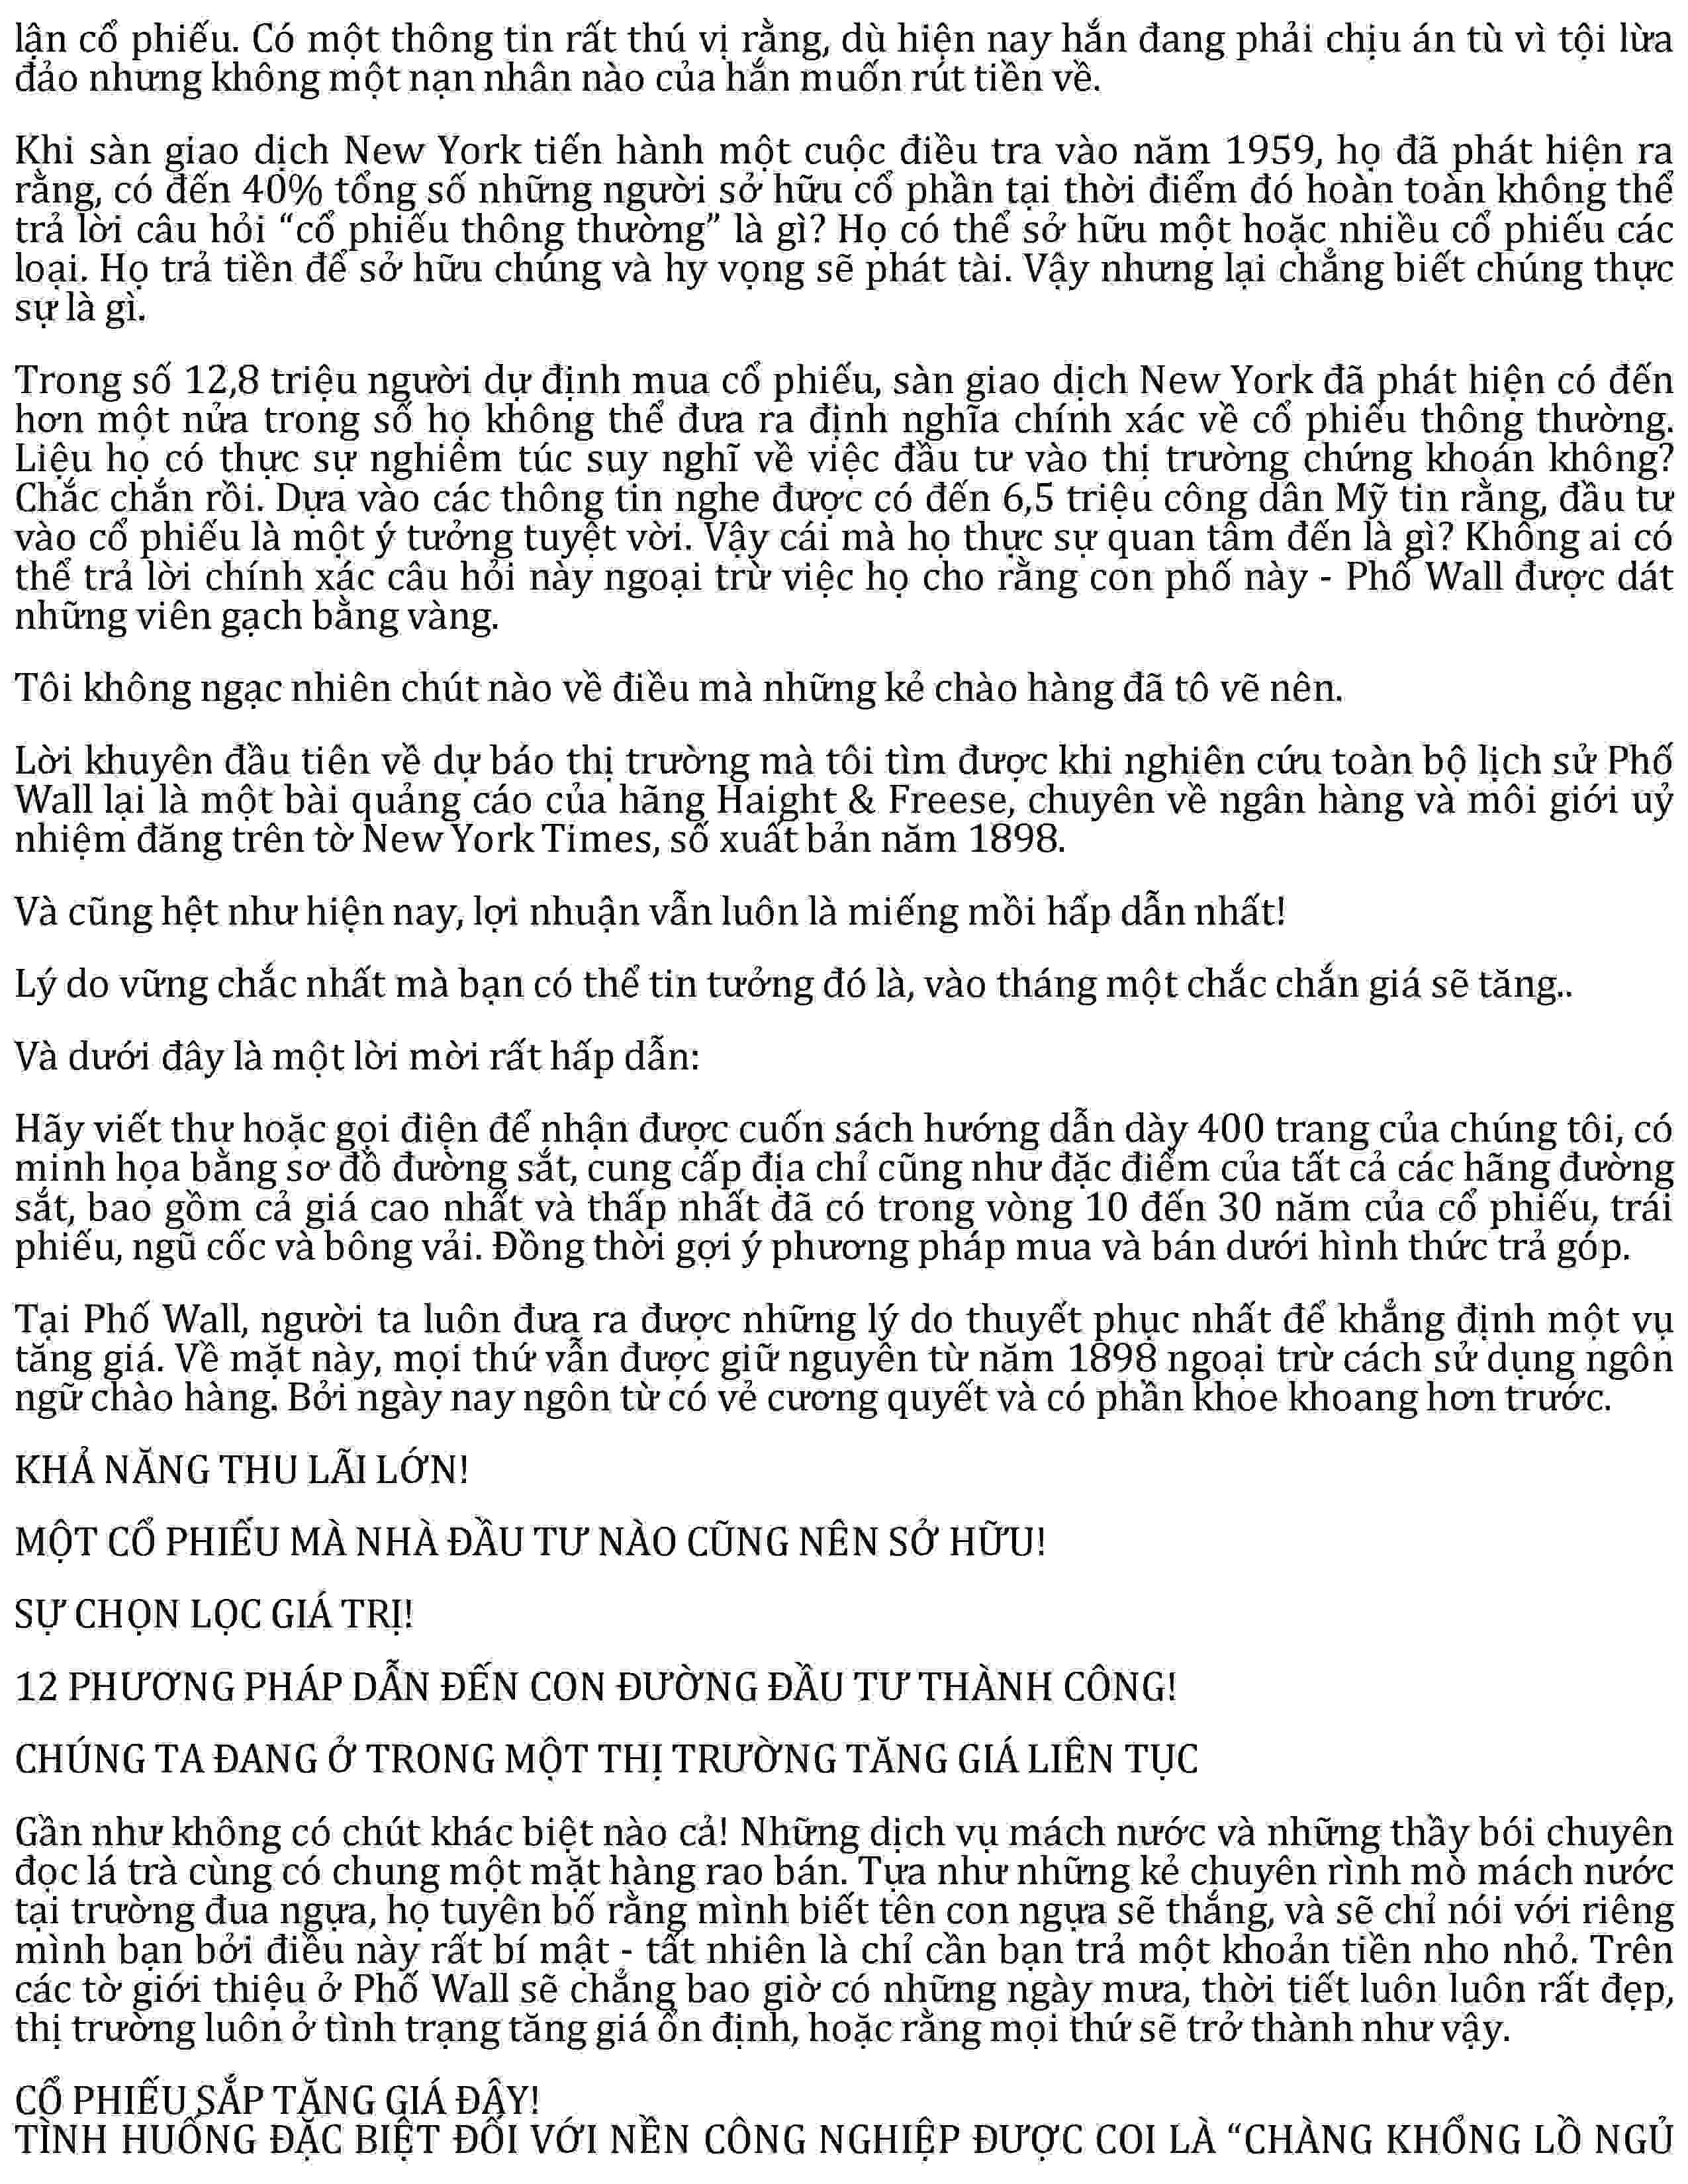 lận cổ phiếu. Có một thông tin rất thú vị rằng, dù hiện nay hắn đang phải chịu án tù vì tội lừa
đảo nhưng không một nạn nhân nào của hắn muốn rút tiền về.
Khi sàn giao dịch New York tiến hành một cuộc điều tra vào năm 1959, họ đã phát hiện ra
rằng, có đến 40% tổng số những người sở hữu cổ phần tại thời điểm đó hoàn toàn không thể
trả lời câu hỏi “cổ phiếu thông thường” là gì? Họ có thể sở hữu một hoặc nhiều cổ phiếu các
loại. Họ trả tiền để sở hữu chúng và hy vọng sẽ phát tài. Vậy nhưng lại chẳng biết chúng thực
sự là gì.
Trong số 12,8 triệu người dự định mua cổ phiếu, sàn giao dịch New York đã phát hiện có đến
hơn một nửa trong số họ không thể đưa ra định nghĩa chính xác về cổ phiếu thông thường.
Liệu họ có thực sự nghiêm túc suy nghĩ về việc đầu tư vào thị trường chứng khoán không?
Chắc chắn rồi. Dựa vào các thông tin nghe được có đến 6,5 triệu công dân Mỹ tin rằng, đầu tư
vào cổ phiếu là một ý tưởng tuyệt vời. Vậy cái mà họ thực sự quan tâm đến là gì? Không ai có
thể trả lời chính xác câu hỏi này ngoại trừ việc họ cho rằng con phố này - Phố Wall được dát
những viên gạch bằng vàng.
Tôi không ngạc nhiên chút nào về điều mà những kẻ chào hàng đã tô vẽ nên.
Lời khuyên đầu tiên về dự báo thị trường mà tôi tìm được khi nghiên cứu toàn bộ lịch sử Phố
Wall lại là một bài quảng cáo của hãng Haight & Freese, chuyên về ngân hàng và môi giới uỷ
nhiệm đăng trên tờ New York Times, số xuất bản năm 1898.
Và cũng hệt như hiện nay, lợi nhuận vẫn luôn là miếng mồi hấp dẫn nhất!
Lý do vững chắc nhất mà bạn có thể tin tưởng đó là, vào tháng một chắc chắn giá sẽ tăng..
Và dưới đây là một lời mời rất hấp dẫn:
Hãy viết thư hoặc gọi điện để nhận được cuốn sách hướng dẫn dày 400 trang của chúng tôi, có
minh họa bằng sơ đồ đường sắt, cung cấp địa chỉ cũng như đặc điểm của tất cả các hãng đường
sắt, bao gồm cả giá cao nhất và thấp nhất đã có trong vòng 10 đến 30 năm của cổ phiếu, trái
phiếu, ngũ cốc và bông vải. Đồng thời gợi ý phương pháp mua và bán dưới hình thức trả góp.
Tại Phố Wall, người ta luôn đưa ra được những lý do thuyết phục nhất để khẳng định một vụ
tăng giá. Về mặt này, mọi thứ vẫn được giữ nguyên từ năm 1898 ngoại trừ cách sử dụng ngôn
ngữ chào hàng. Bởi ngày nay ngôn từ có vẻ cương quyết và có phần khoe khoang hơn trước.
KHẢ NĂNG THU LÃI LỚN!
MỘT CỔ PHIẾU MÀ NHÀ ĐẦU TƯ NÀO CŨNG NÊN SỞ HỮU!
SỰ CHỌN LỌC GIÁ TRỊ!
12 PHƯƠNG PHÁP DẪN ĐẾN CON ĐƯỜNG ĐẦU TƯ THÀNH CÔNG!
CHÚNG TA ĐANG Ở TRONG MỘT THỊ TRƯỜNG TĂNG GIÁ LIÊN TỤC
Gần như không có chút khác biệt nào cả! Những dịch vụ mách nước và những thầy bói chuyên
đọc lá trà cùng có chung một mặt hàng rao bán. Tựa như những kẻ chuyên rình mò mách nước
tại trường đua ngựa, họ tuyên bố rằng mình biết tên con ngựa sẽ thắng, và sẽ chỉ nói với riêng
mình bạn bởi điều này rất bí mật - tất nhiên là chỉ cần bạn trả một khoản tiền nho nhỏ. Trên
các tờ giới thiệu ở Phố Wall sẽ chẳng bao giờ có những ngày mưa, thời tiết luôn luôn rất đẹp,
thị trường luôn ở tình trạng tăng giá ổn định, hoặc rằng mọi thứ sẽ trở thành như vậy.
CỔ PHIẾU SẮP TĂNG GIÁ ĐÂY!
TÌNH HUỐNG ĐẶC BIỆT ĐỐI VỚI NỀN CÔNG NGHIỆP ĐƯỢC COI LÀ “CHÀNG KHỔNG LỒ NGỦ